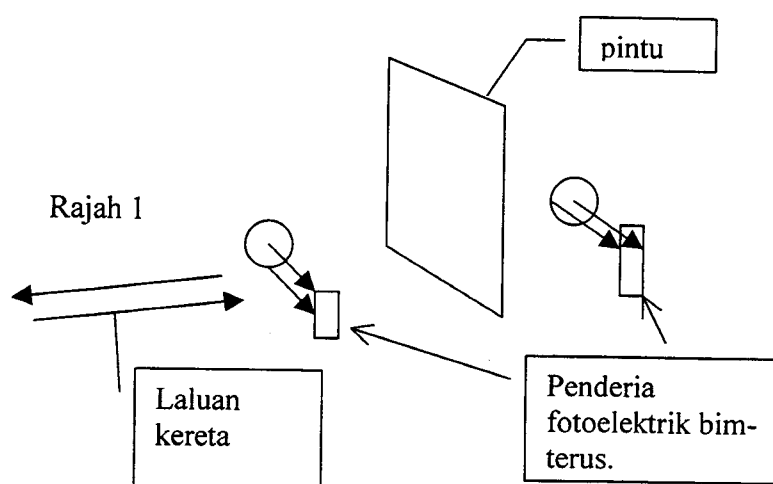 pintu
Rajah 1
Laluan
kereta
Penderia
fotoelektrik bim-
terus.